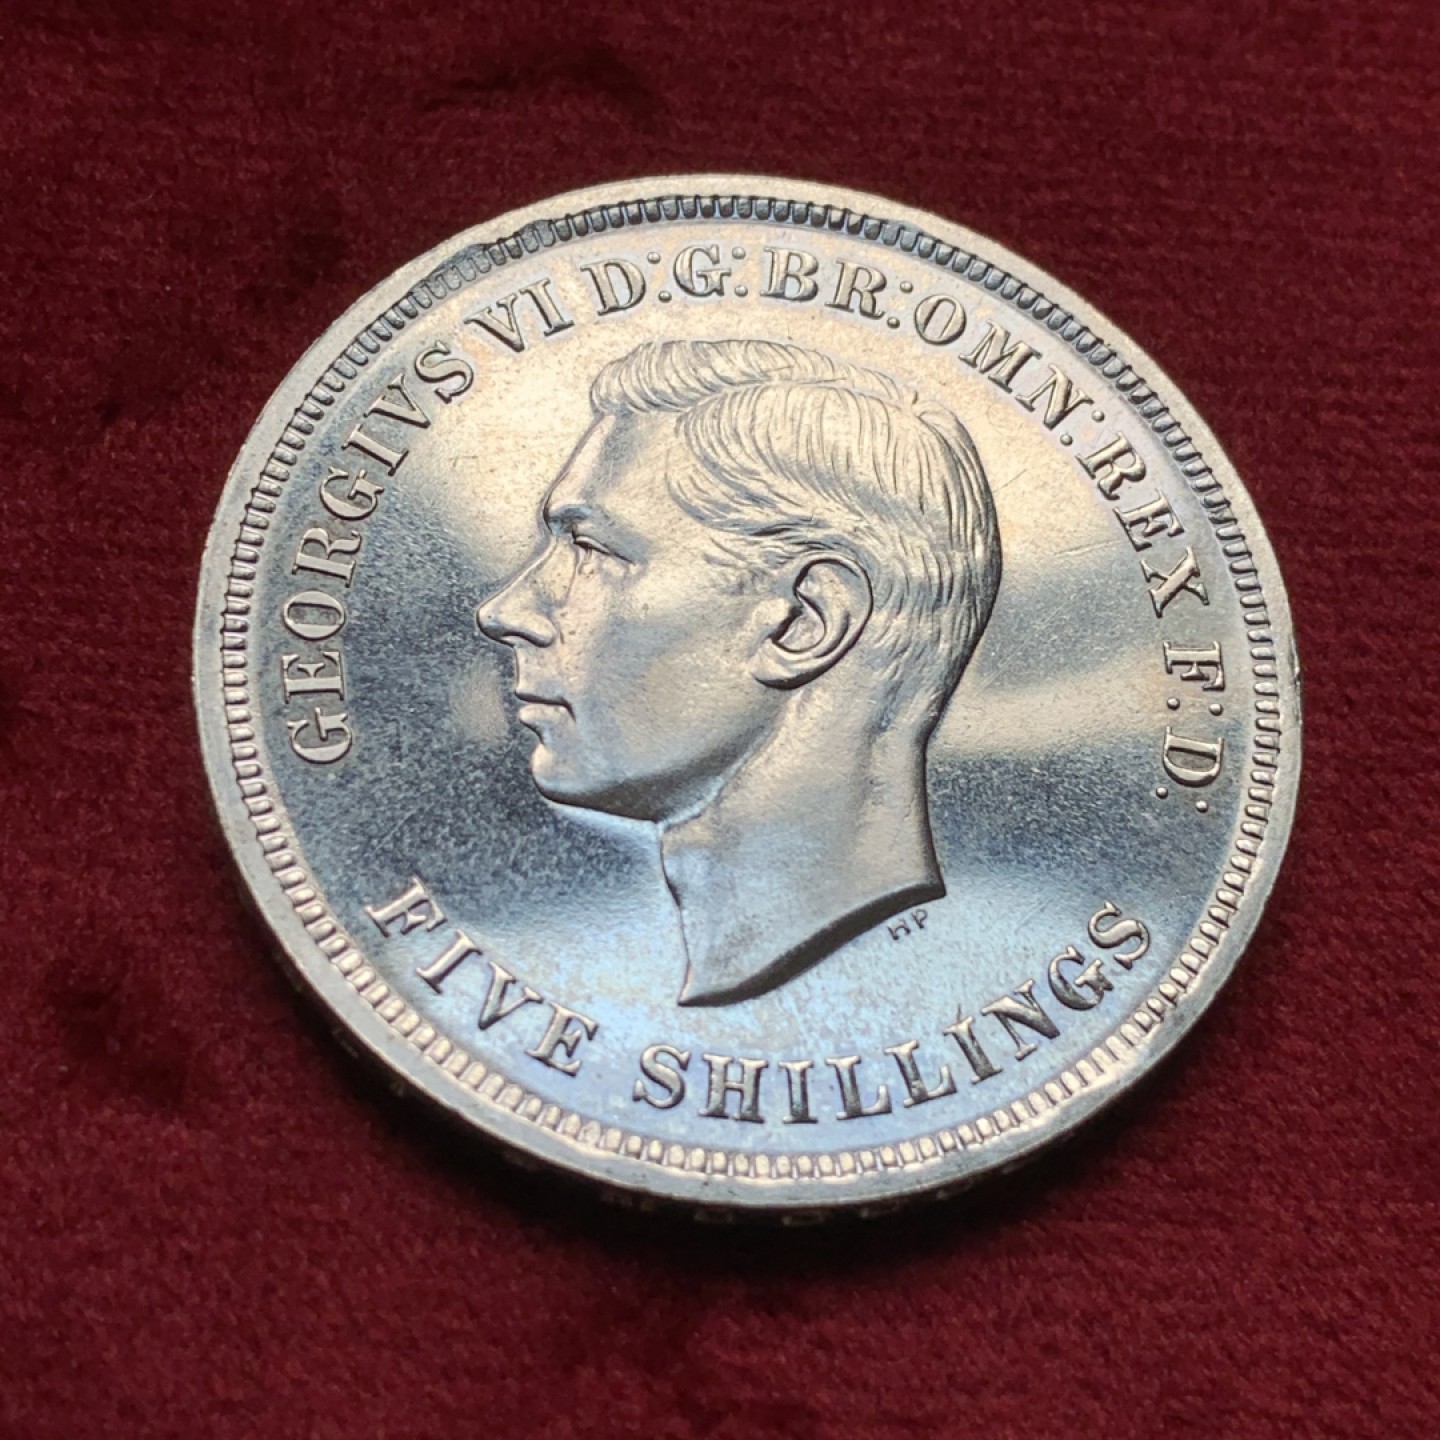 GEORGIVS VI D:G:BR:OMN:REX F:D:
HP
FIVE SHILLINGS